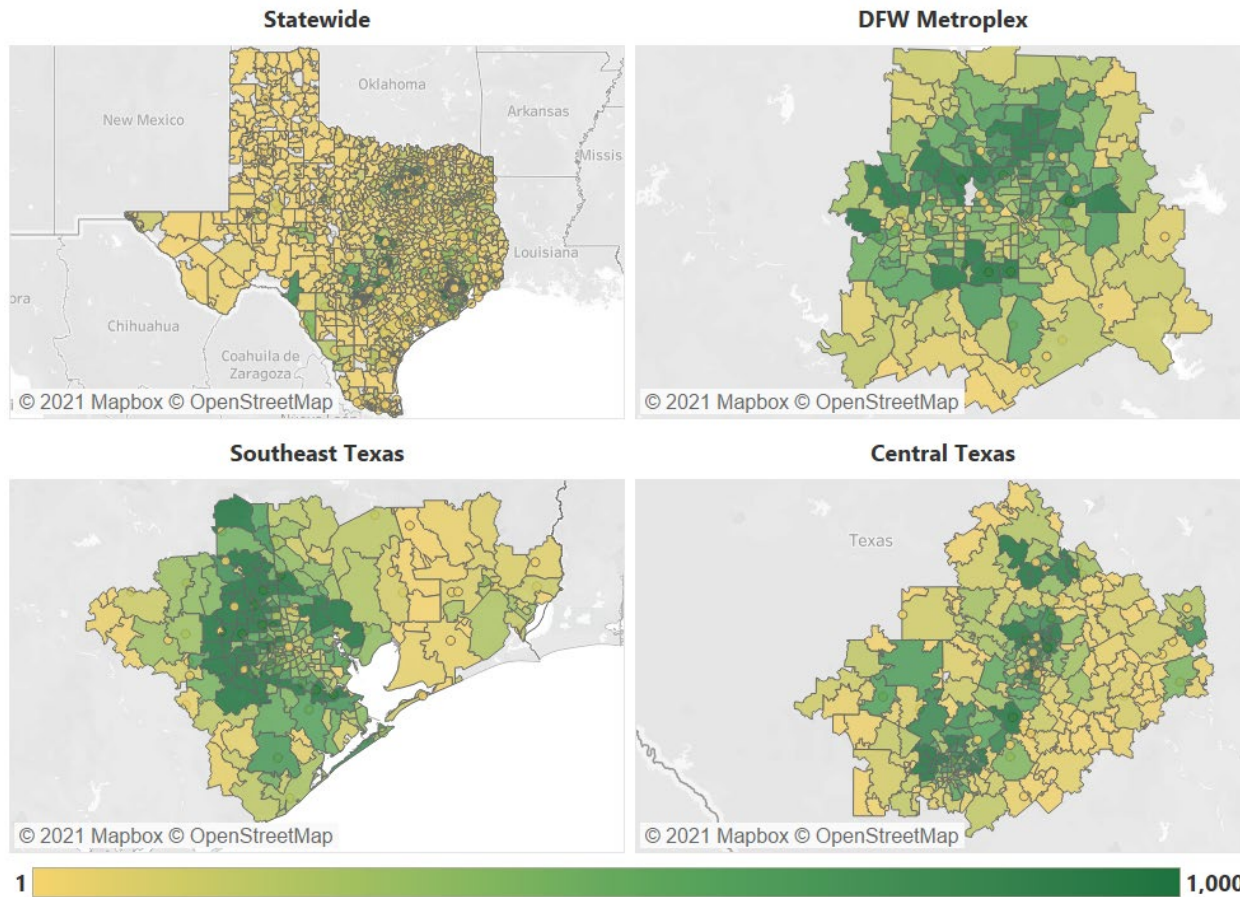 Statewide
DFW Metroplex
Oklahoma
New Mexico
Arkansas
Missis
Louisiana
ora
Chihuahua
Coahuila de
Zaragoza
© 2021 Mapbox © OpenStreetMap
© 2021 Mapbox © OpenStreetMap
Southeast Texas
Central Texas
Texas
© 2021 Mapbox © OpenStreetMap
© 2021 Mapbox © OpenStreetMap
1
1,000